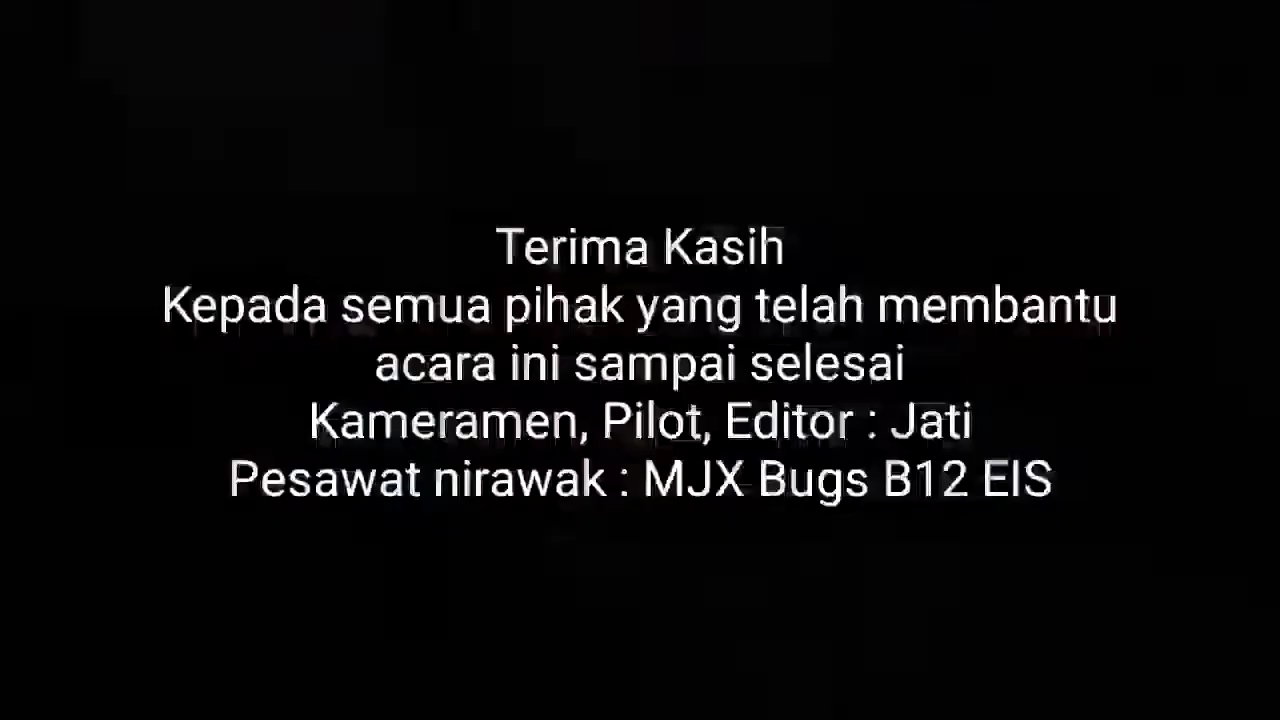 Terima Kasih
Kepada semua pihak yang telah membantu
acara ini sampai selesai
Kameramen, Pilot, Editor : Jati
Pesawat nirawak : MJX Bugs B12 EIS